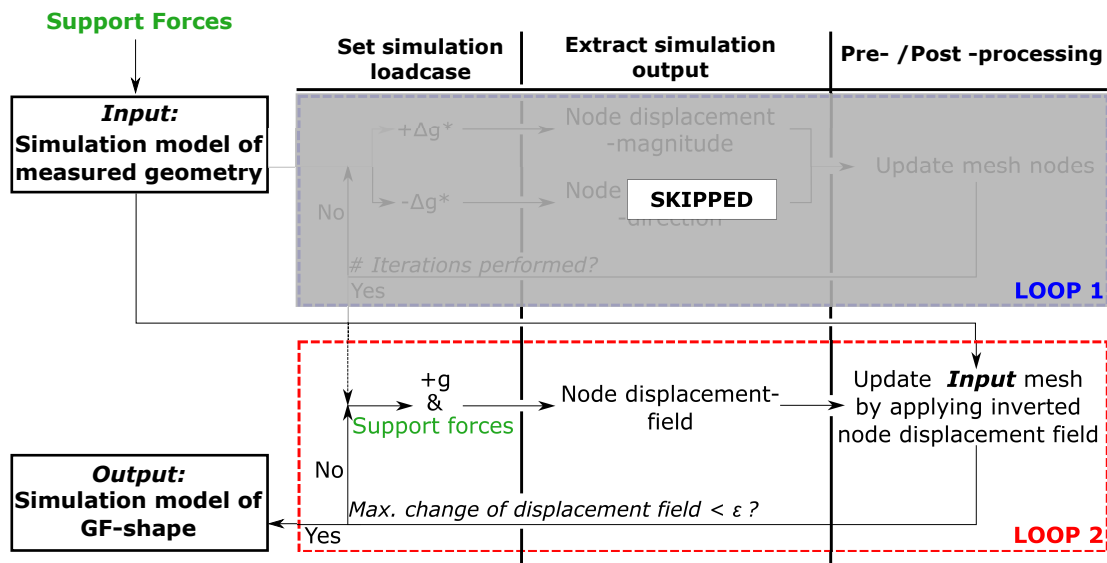 Support Forces
Set simulation
loadcase
Extract simulation
output
Pre- /Post -processing
Input:
Simulation model of
measured geometry
+Δg*
Node displacement
-magnitude
Update mesh nodes
No
-Δg*
Node
SKIPPED
-direction
# Iterations performed?
Yes
LOOP 1
+g
&
Support forces
Node displacement-
field
Update Input mesh
by applying inverted
node displacement field
No
Output:
Simulation model of
GF-shape
Max. change of displacement field < ε ?
Yes
LOOP 2